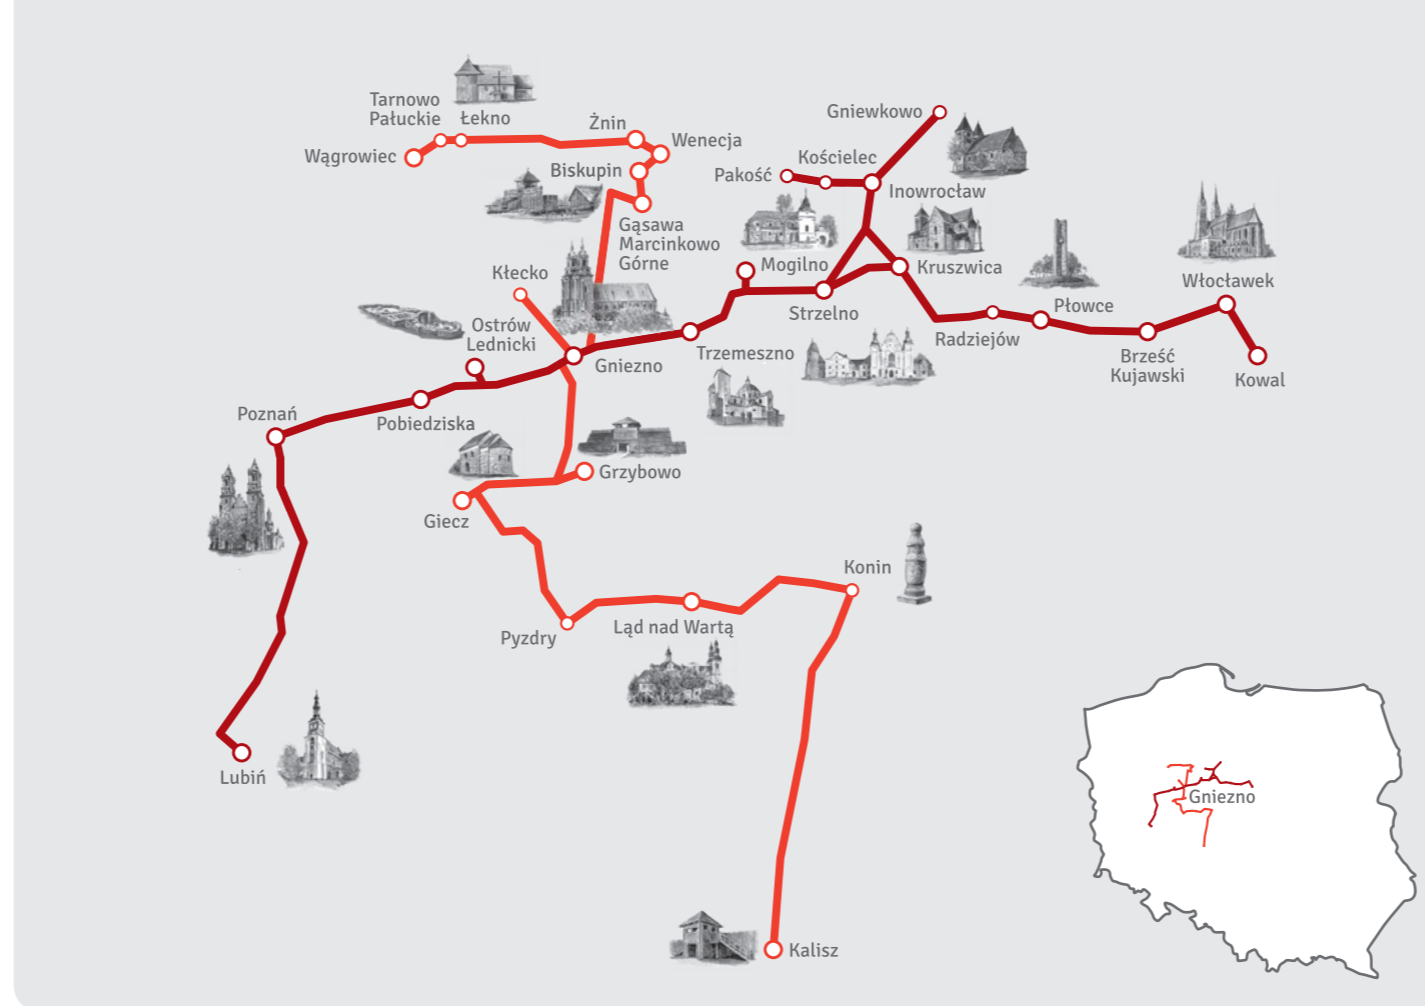 Tarnowo
Pałuckie
Łekno
Żnin
Wenecja
Wągrowiec
Biskupin
Gąsawa
Marcinkowo
Górne
Gniewkowo
Kościelec
Pakość
Inowrocław
Kłecko
Mogilno
Kruszwica
Włocławek
Strzelno
Płowce
Radziejów
Brześć
Kujawski
Kowal
Ostrów
Lednicki
Gniezno
Trzemeszno
Poznań
Pobiedziska
Grzybowo
Giecz
Konin
Pyzdry
Ląd nad Wartą
Lubiń
Kalisz
Gniezno